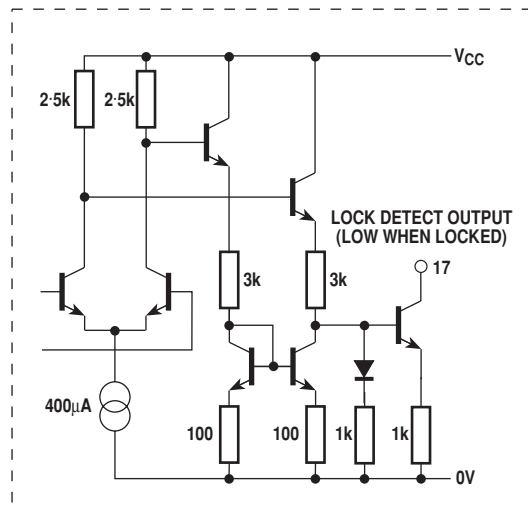 VCC
2·5k 2·5k
LOCK DETECT OUTPUT
(LOW WHEN LOCKED)
17
3k 3k
400µA
100 100 1k 1k
0V